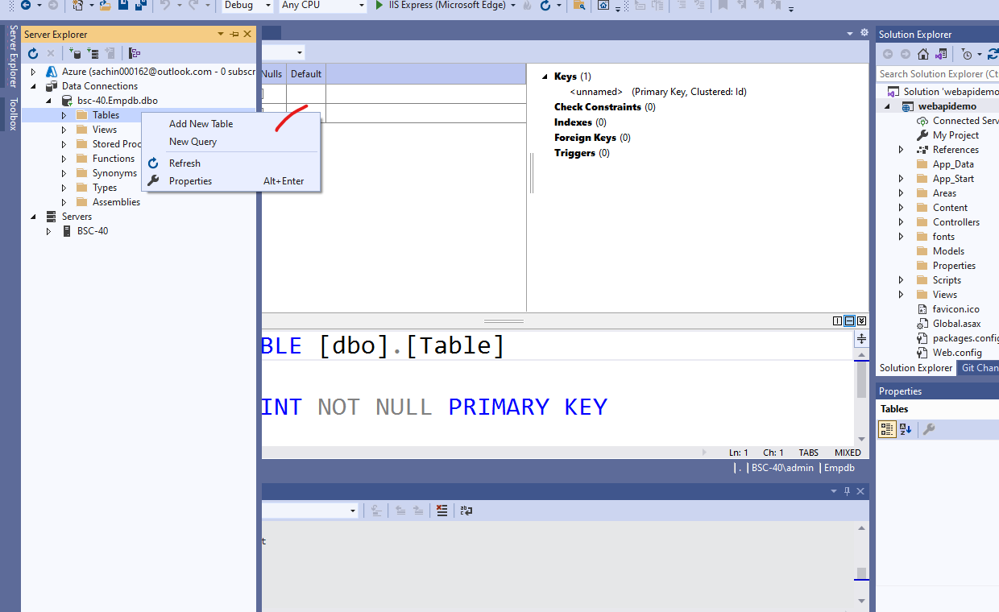 Debug
Any CPU
IIS Express (Microsoft Edge)
Server Explorer
Toolbox
Server Explorer
Azure (sachin000162@outlook.com - 0 subscr
Data Connections
bsc-40.Empdb.dbo
Tables
Views
Stored Proc
Functions
Synonyms
Types
Assemblies
Servers
BSC-40
Add New Table
New Query
Refresh
Properties Alt+Enter
Nulls Default
Keys (1)
<unnamed> (Primary Key, Clustered: Id)
Check Constraints (0)
Indexes (0)
Foreign Keys (0)
Triggers (0)
BLE [dbo].[Table]
INT NOT NULL PRIMARY KEY
Ln: 1 Ch: 1 TABS MIXED
| . | BSC-40\admin | Empdb
t
Solution Explorer
Search Solution Explorer (Ct
Solution 'webapidemo
webapidemo
Connected Serv
My Project
References
App_Data
App_Start
Areas
Content
Controllers
fonts
Models
Properties
Scripts
Views
favicon.ico
Global.asax
packages.config
Web.config
Solution Explorer Git Chan
Properties
Tables